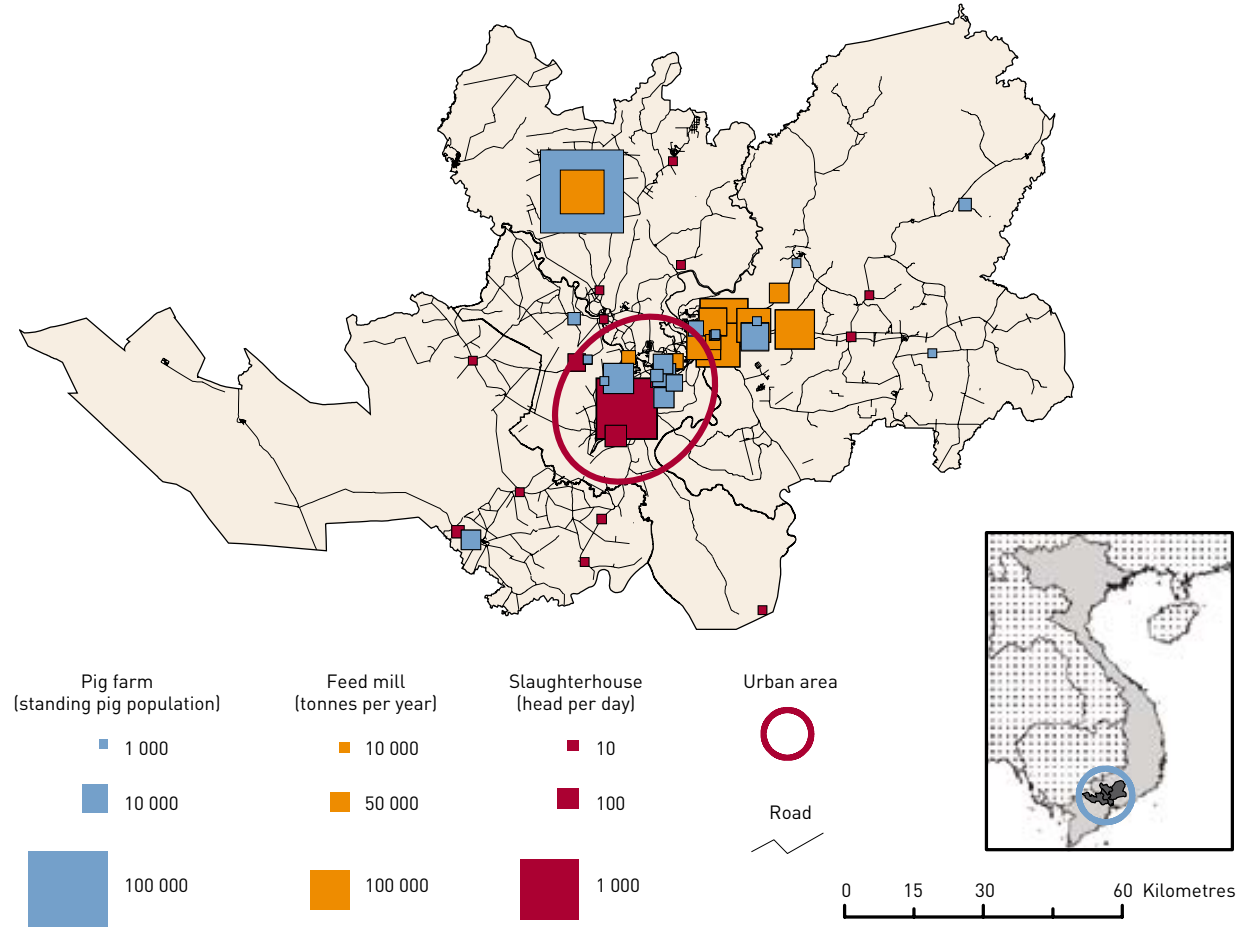 Pig farm
(standing pig population)
1 000
10 000
100 000
Feed mill
(tonnes per year)
10 000
50 000
100 000
Slaughterhouse
(head per day)
10
100
1 000
Urban area
Road
0 15 30 60 Kilometres